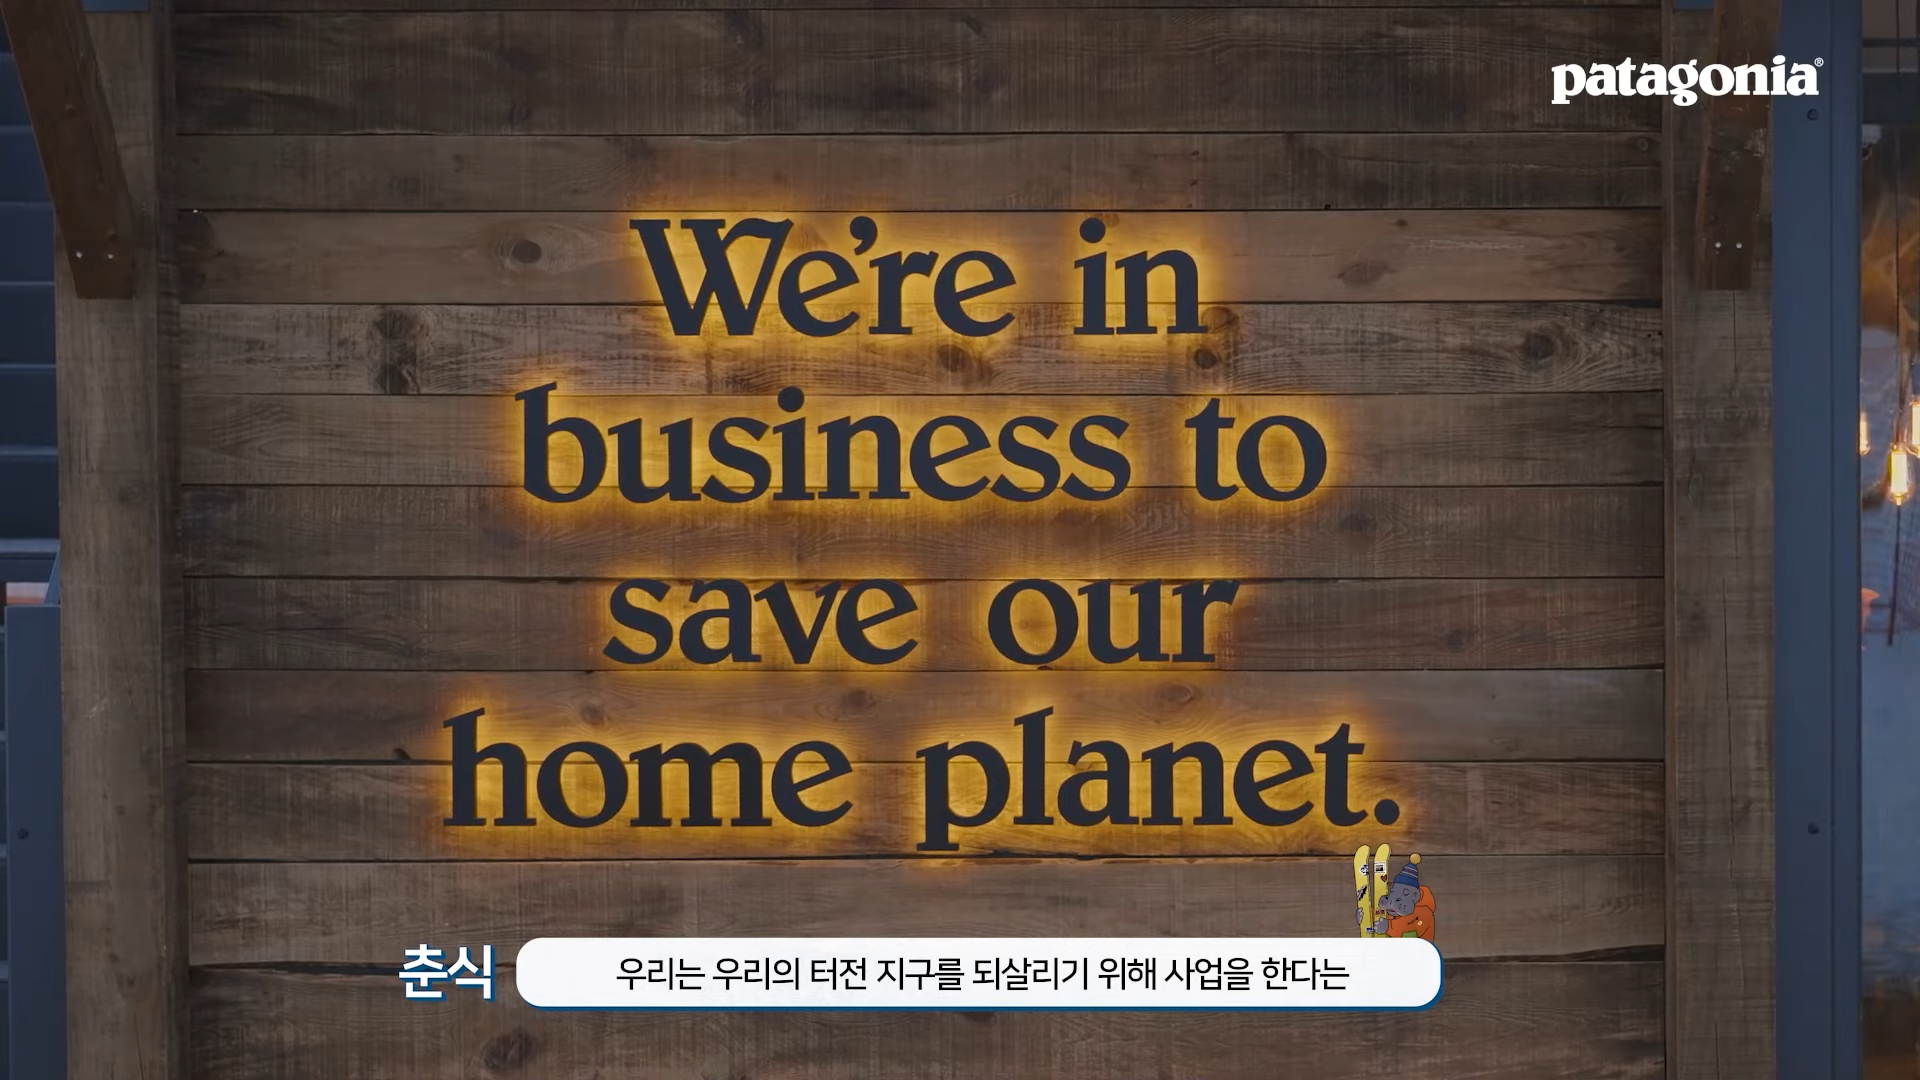 patagonia®
We're in
business to
save our
home planet.
춘식
우리는 우리의 터전 지구를 되살리기 위해 사업을 한다는